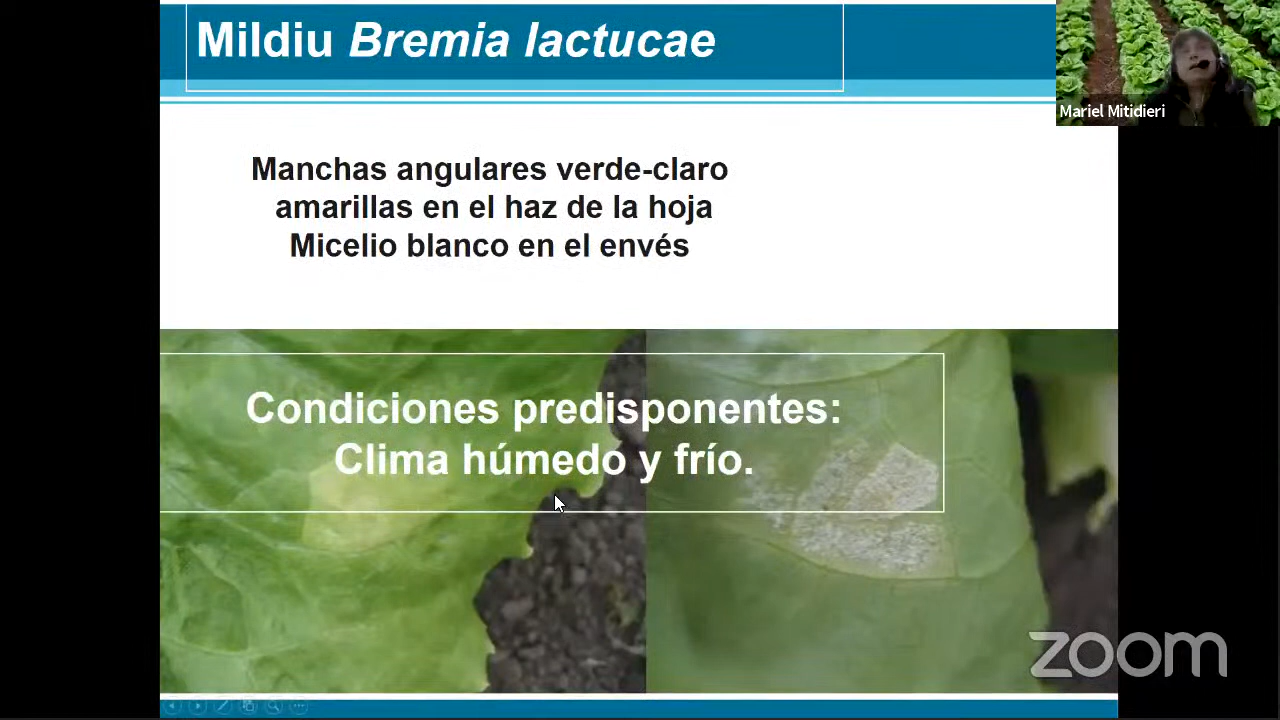 Mildiu Bremia lactucae
Mariel Mitidieri
Manchas angulares verde-claro
amarillas en el haz de la hoja
Micelio blanco en el envés
Condiciones predisponentes:
Clima húmedo y frío.
zoom